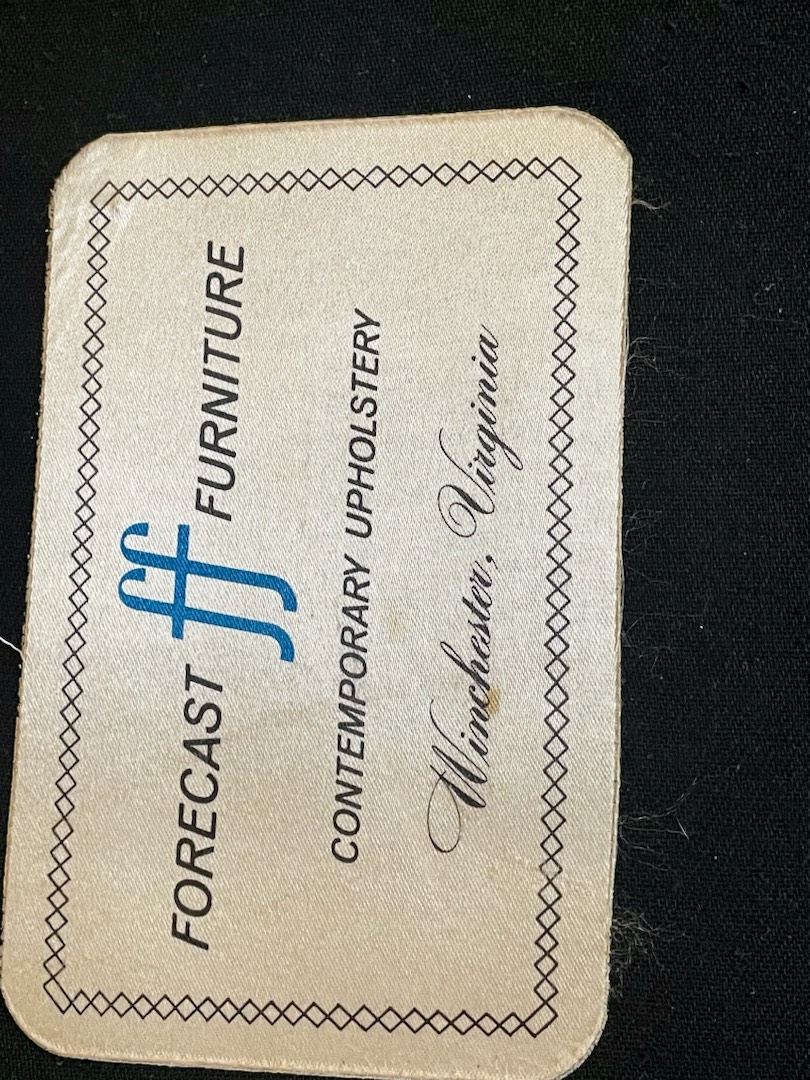 FORECAST ff FURNITURE
CONTEMPORARY UPHOLSTERY
Winchester, Virginia